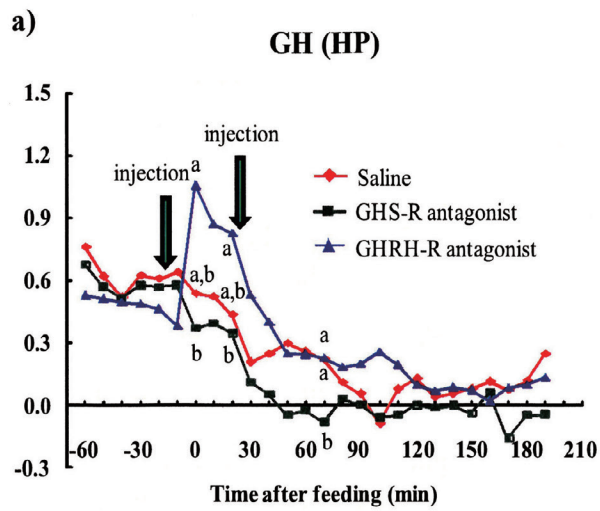 a)
GH (HP)
1.5
1.2
0.9
0.6
0.3
0.0
-0.3
injection
injection
a
a
a,b
a,b
b
b
a
a
b
Saline
GHS-R antagonist
GHRH-R antagonist
-60 -30 0 30 60 90 120 150 180 210
Time after feeding (min)